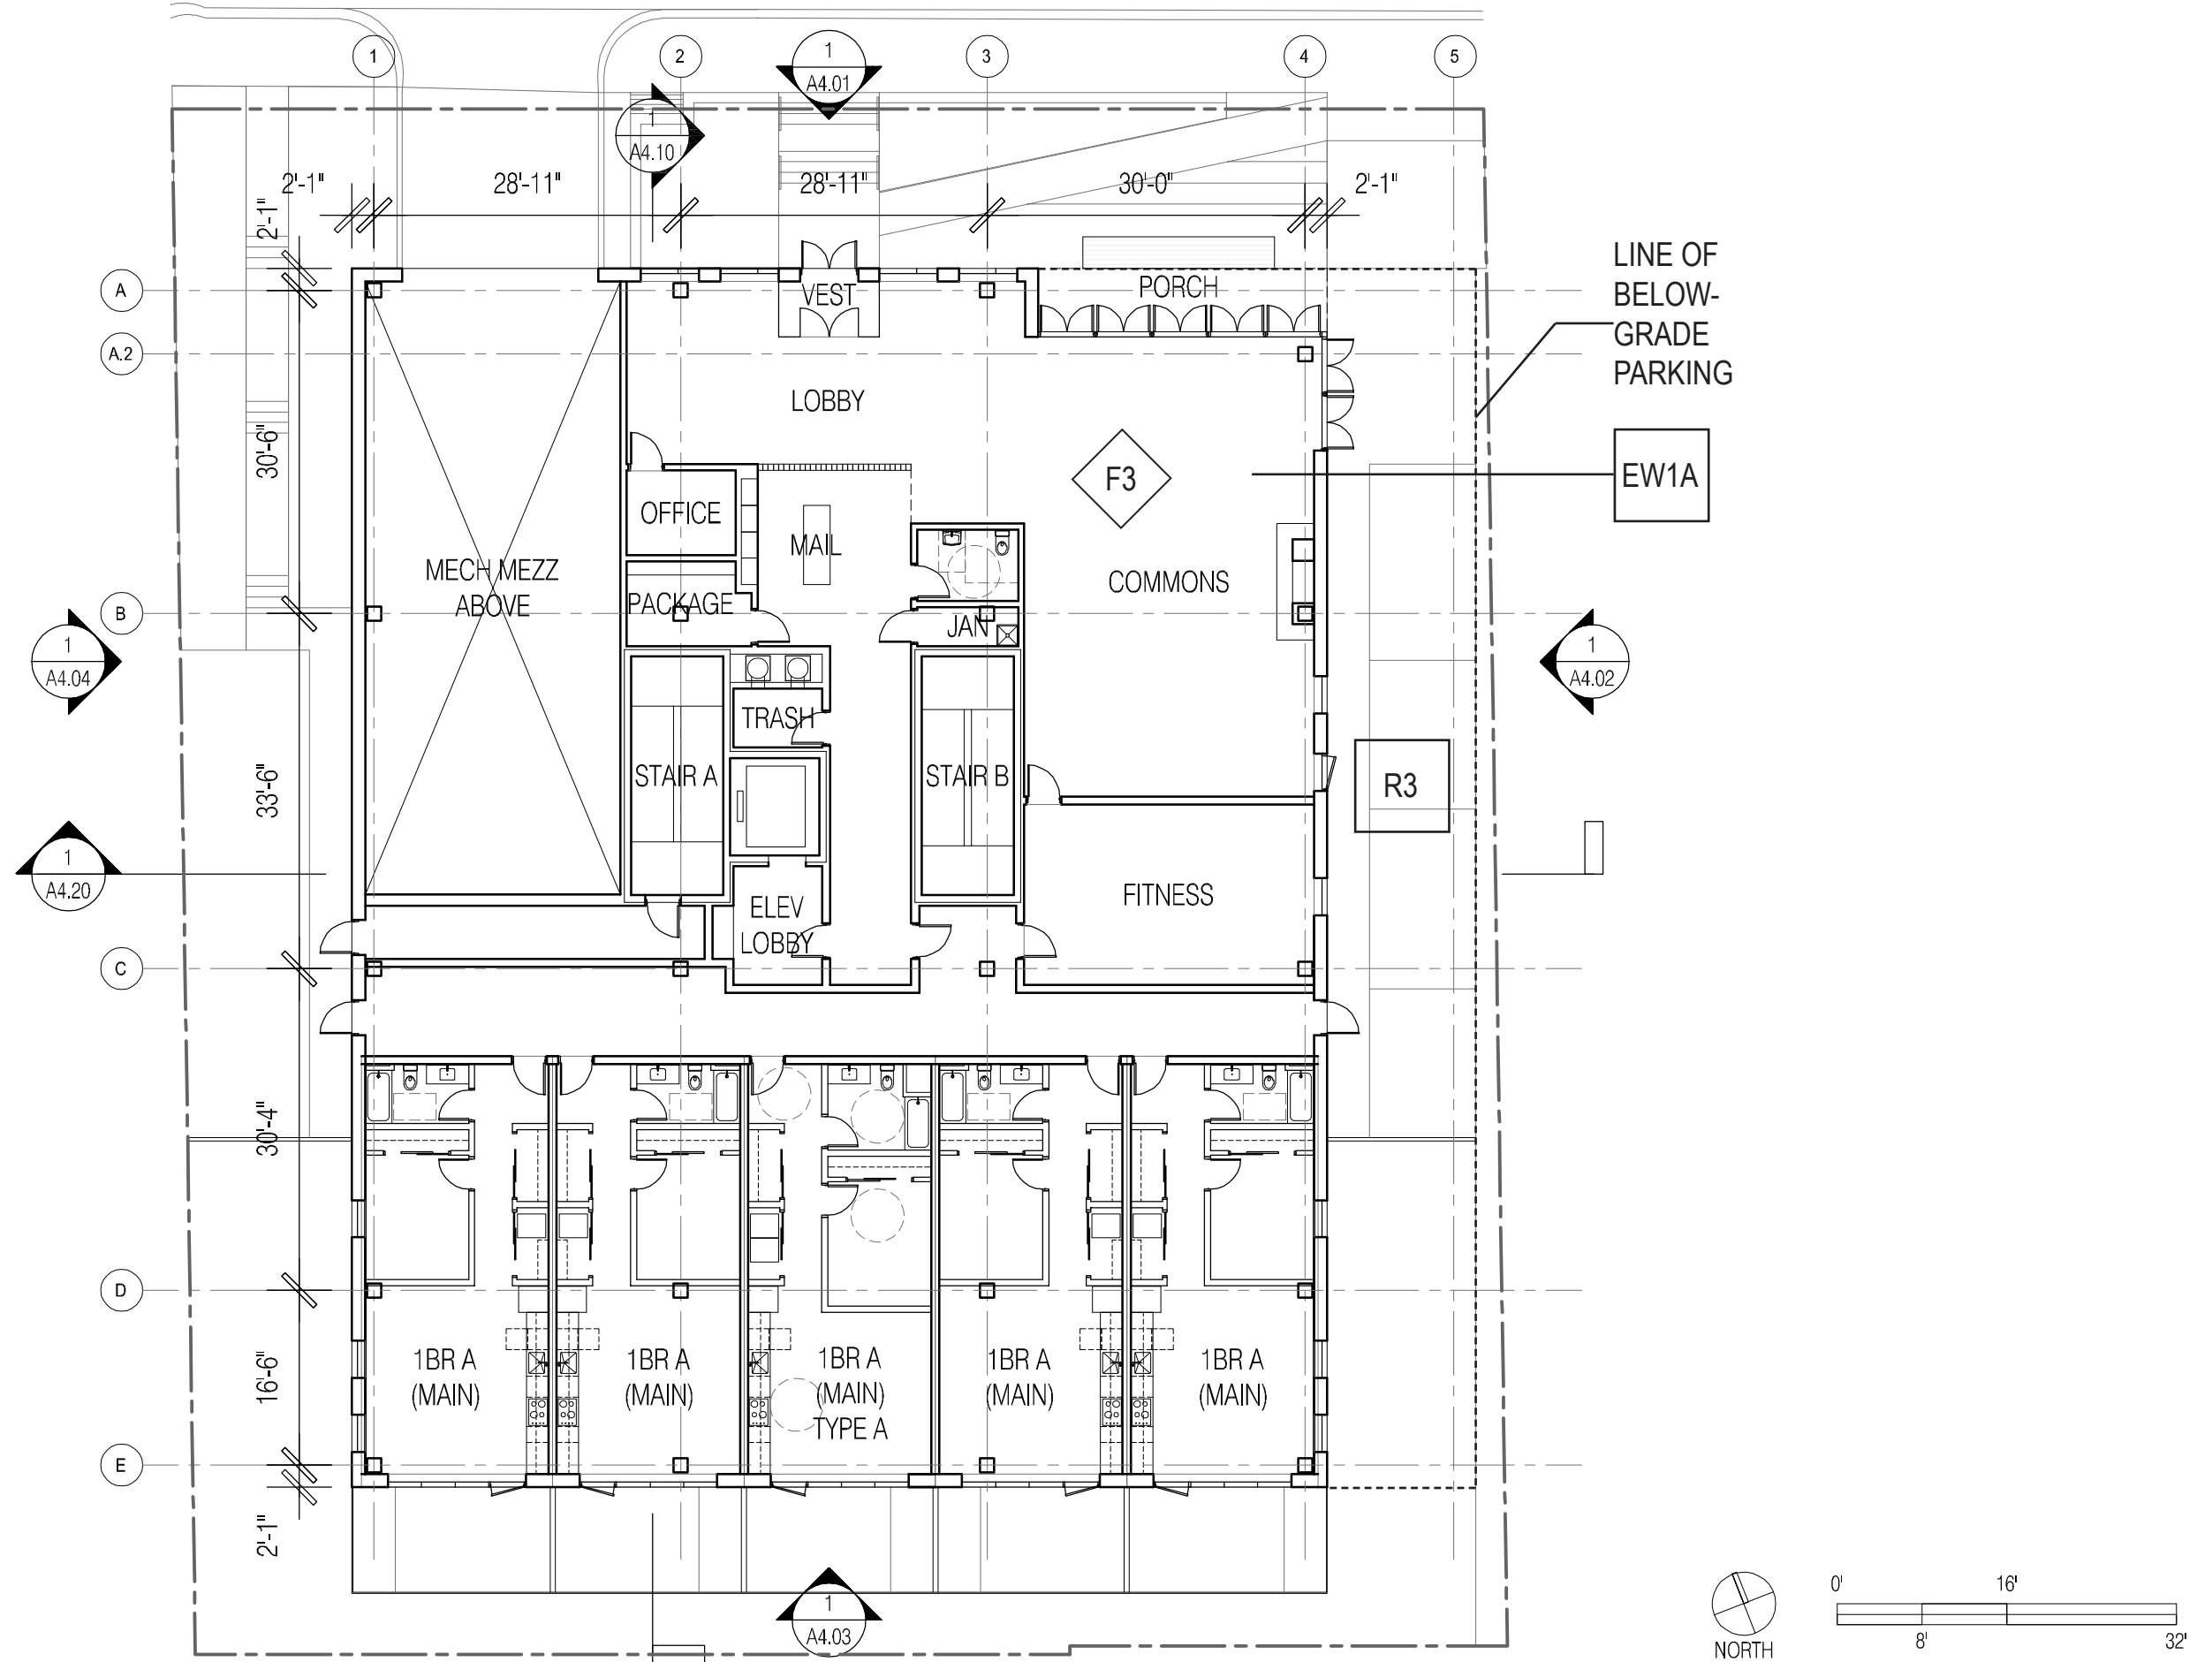 1
2
3
4
5
1
A4.01
1
A4.10
2'-1"
28'-11"
28'-11"
30'-0"
2'-1"
2'-1"
30'-6"
33'-6"
30'-4"
16'-6"
2'-1"
A
A.2
B
C
D
E
LINE OF
BELOW-
GRADE
PARKING
EW1A
PORCH
VEST
LOBBY
F3
OFFICE
MAIL
MECH MEZZ
ABOVE
COMMONS
PACKAGE
JAN
1
A4.04
1
A4.02
TRASH
STAIR A
STAIR B
R3
1
A4.20
FITNESS
ELEV
LOBBY
1BR A
(MAIN)
1BR A
(MAIN)
1BR A
(MAIN)
TYPE A
1BR A
(MAIN)
1BR A
(MAIN)
1
A4.03
NORTH
0'
16'
8'
32'